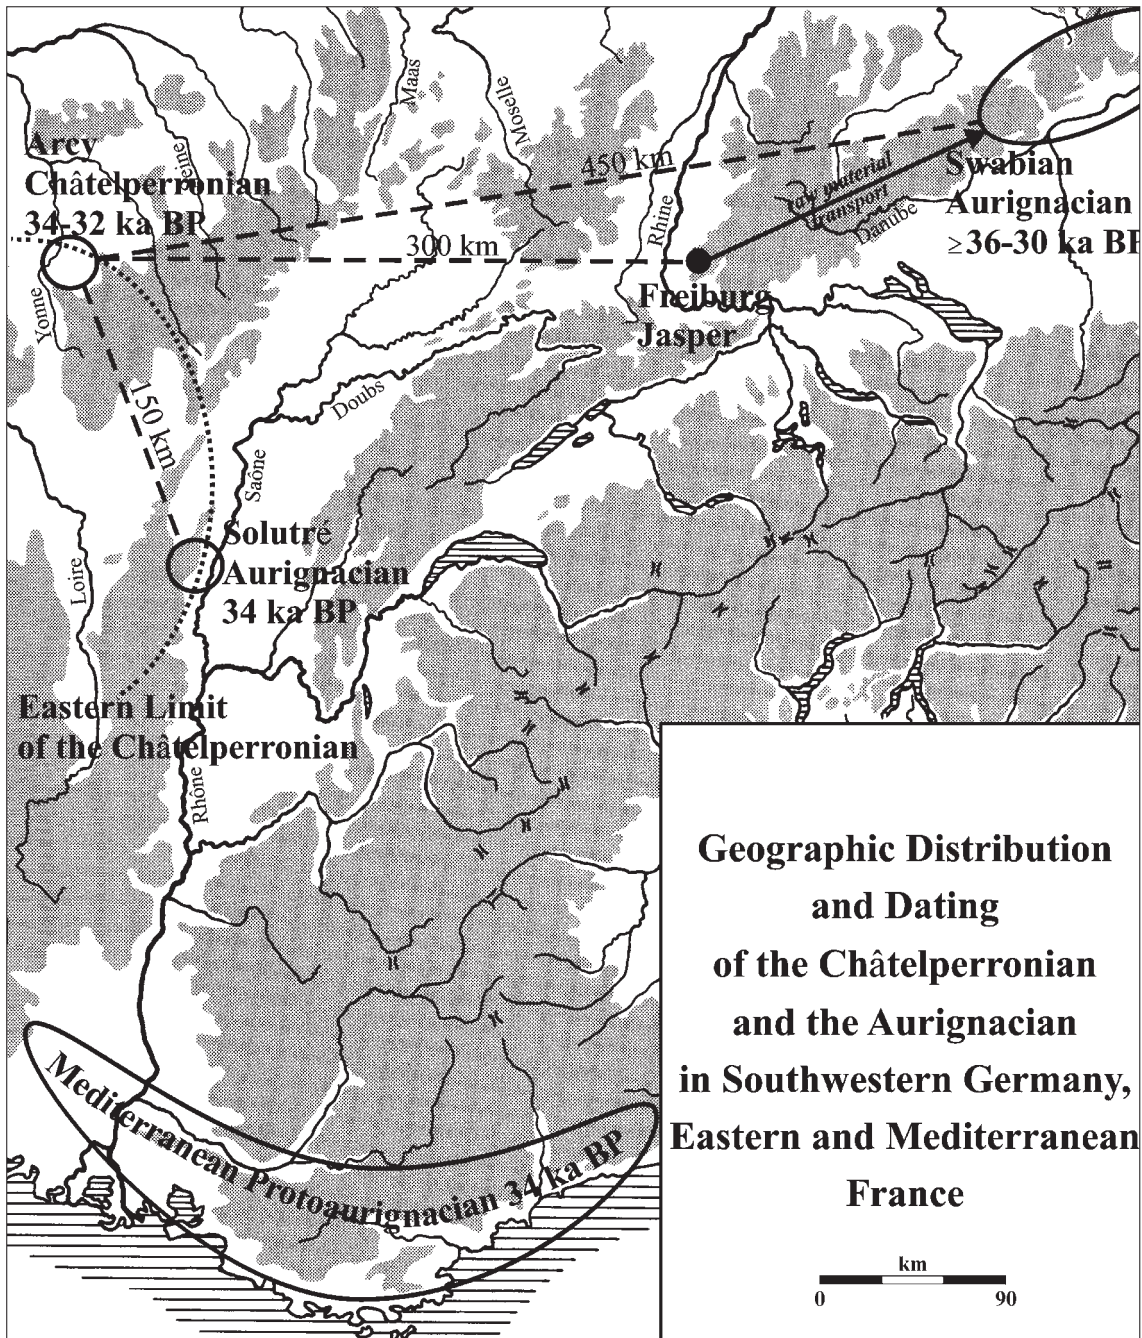 Maas
Moselle
Arcy
Châtelperronian
34-32 ka BP
Seine
450 km
300 km
Rhine
raw material
transport
Danube
Swabian
Aurignacian
≥36-30 ka BP
Yonne
Freiburg
Jasper
150 km
Doubs
Saône
Solutré
Aurignacian
34 ka BP
Loire
Eastern Limit
of the Châtelperronian
Rhône
Mediterranean Protoaurignacian 34 ka BP
Geographic Distribution
and Dating
of the Châtelperronian
and the Aurignacian
in Southwestern Germany,
Eastern and Mediterranean
France
km
0 90